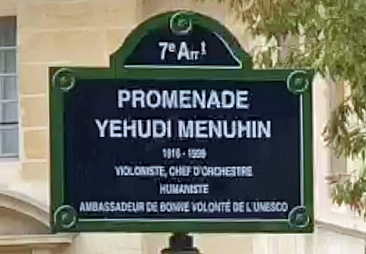 7e Arrt
PROMENADE
YEHUDI MENUHIN
1916 - 1999
VIOLONISTE, CHEF D'ORCHESTRE
HUMANISTE
AMBASSADEUR DE BONNE VOLONTÉ DE L'UNESCO